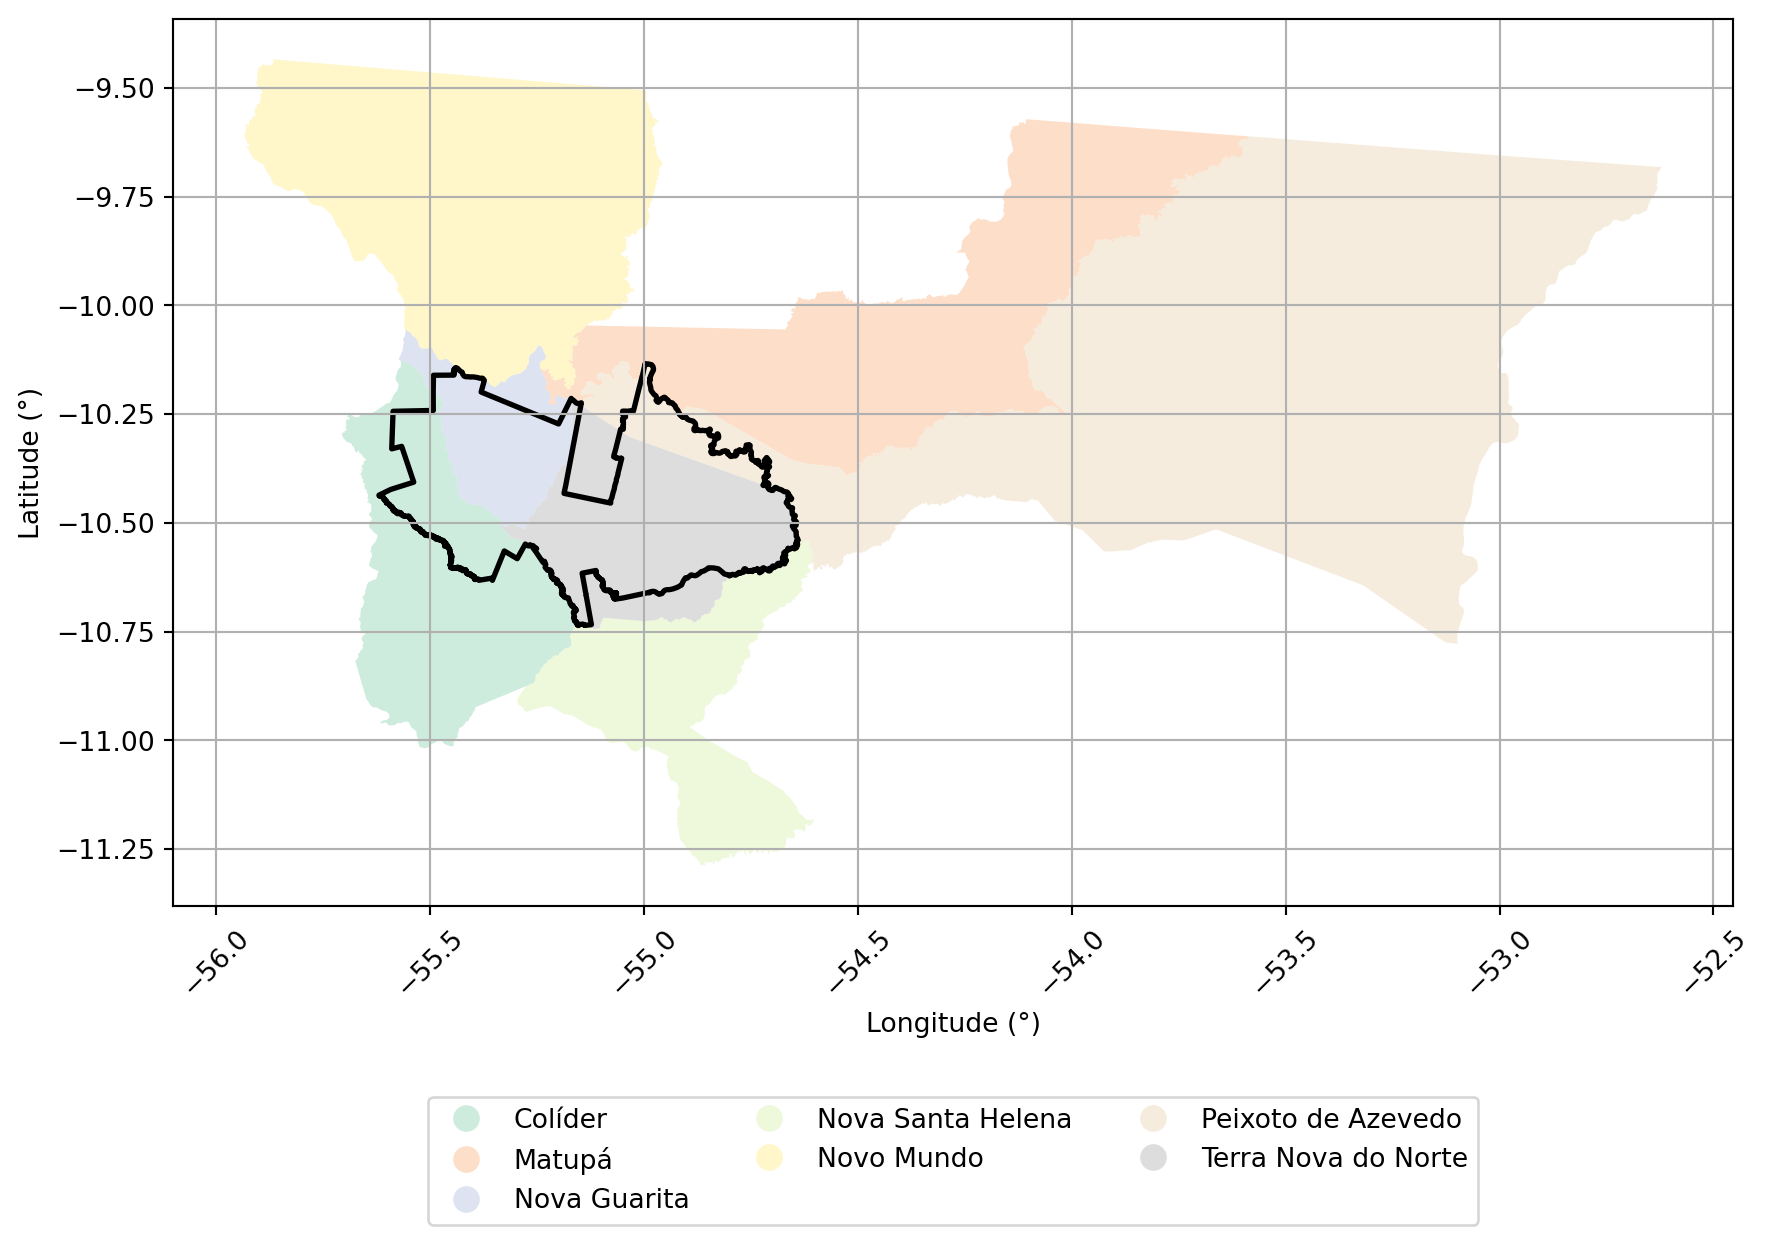 −9.50
−9.75
−10.00
−10.25
−10.50
−10.75
−11.00
−11.25
Latitude (°)
−56.0
−55.5
−55.0
−54.5
−54.0
−53.5
−53.0
−52.5
Longitude (°)
Colíder
Matupá
Nova Guarita
Nova Santa Helena
Novo Mundo
Peixoto de Azevedo
Terra Nova do Norte